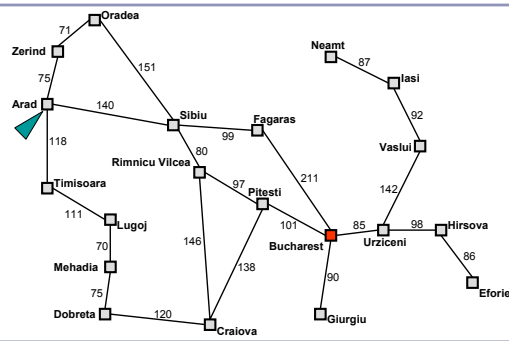 Oradea
71
Neamt
Zerind
87
151
Iasi
75
Arad
140
92
Sibiu
Fagaras
99
118
Vaslui
80
Rimnicu Vilcea
211
142
Timisoara
97
Pitesti
111
Lugoj
101
85
98
Hirsova
Bucharest
Urziceni
146
70
138
86
Mehadia
90
75
Eforie
Dobreta
120
Giurgiu
Craiova